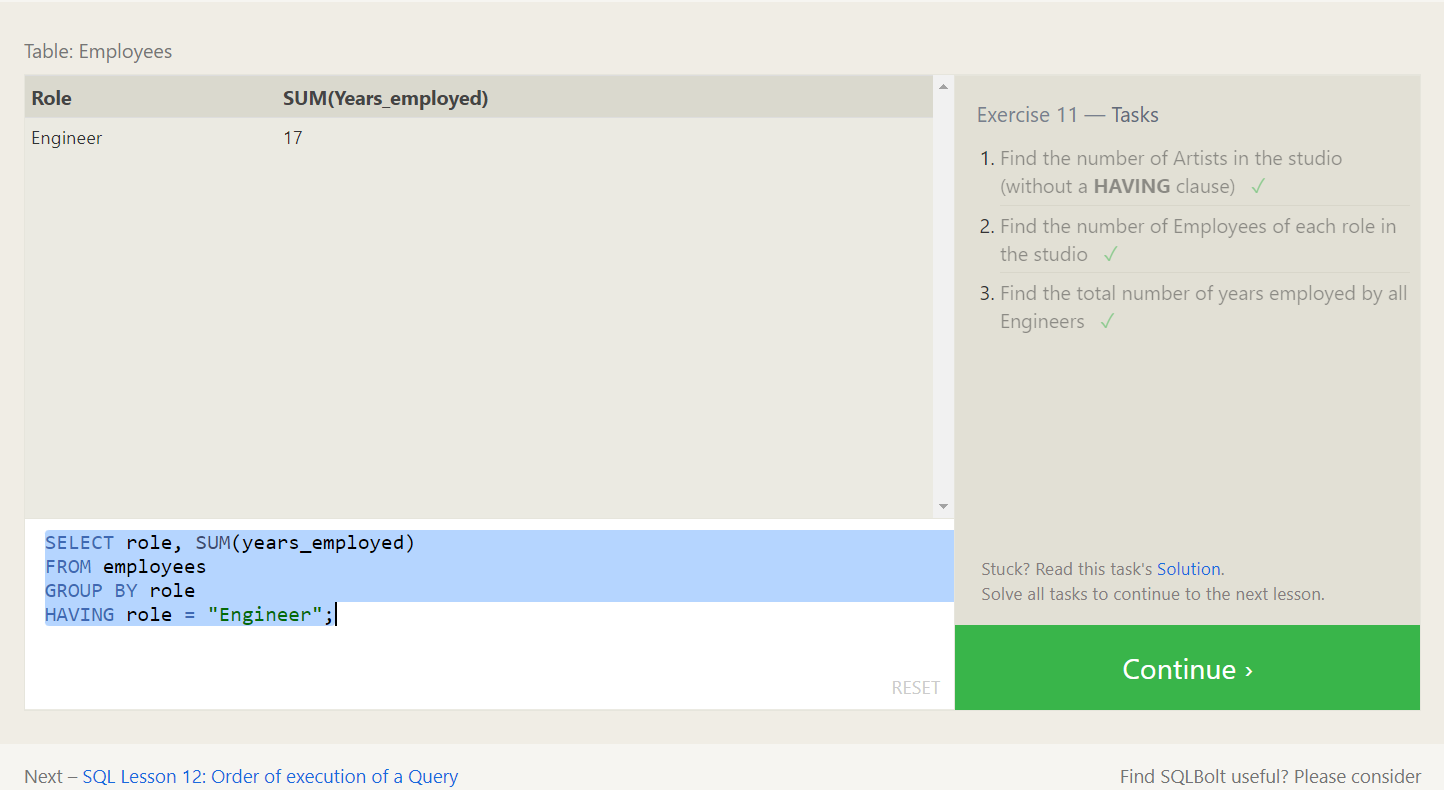 Table: Employees
Role SUM(Years_employed)
Engineer 17
SELECT role, SUM(years_employed)
FROM employees
GROUP BY role
HAVING role = "Engineer";
RESET
Exercise 11 — Tasks
1. Find the number of Artists in the studio
(without a HAVING clause) ✓
2. Find the number of Employees of each role in
the studio ✓
3. Find the total number of years employed by all
Engineers ✓
Stuck? Read this task's Solution.
Solve all tasks to continue to the next lesson.
Continue ›
Next – SQL Lesson 12: Order of execution of a Query
Find SQLBolt useful? Please consider